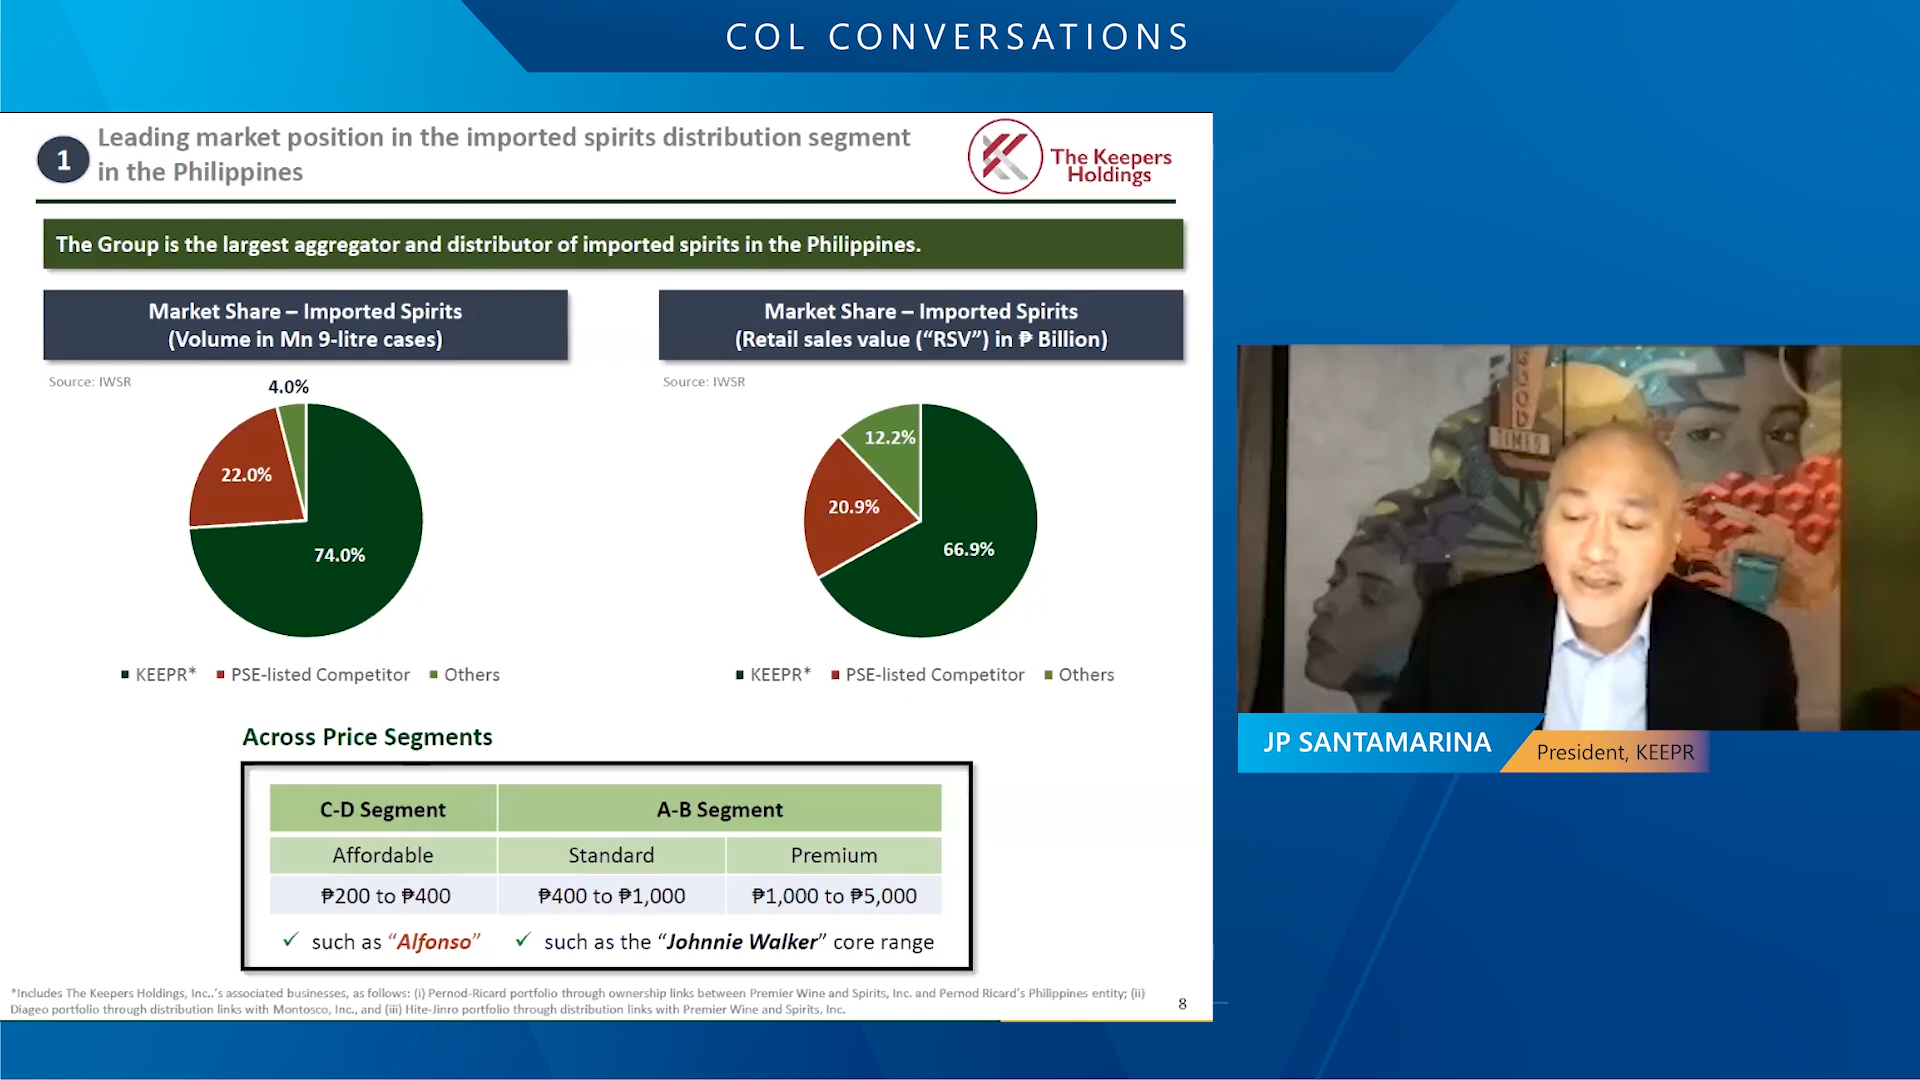 COL CONVERSATIONS
1
Leading market position in the imported spirits distribution segment
in the Philippines
The Keepers
Holdings
The Group is the largest aggregator and distributor of imported spirits in the Philippines.
Market Share – Imported Spirits
(Volume in Mn 9-litre cases)
Source: IWSR
4.0%
22.0%
74.0%
■ KEEPR* ■ PSE-listed Competitor ■ Others
Market Share – Imported Spirits
(Retail sales value (“RSV”) in ₱ Billion)
Source: IWSR
12.2%
20.9%
66.9%
■ KEEPR* ■ PSE-listed Competitor ■ Others
Across Price Segments
C-D Segment A-B Segment
Affordable Standard Premium
₱200 to ₱400 ₱400 to ₱1,000 ₱1,000 to ₱5,000
✓ such as “Alfonso” ✓ such as the “Johnnie Walker” core range
*Includes The Keepers Holdings, Inc..’s associated businesses, as follows: (i) Pernod-Ricard portfolio through ownership links between Premier Wine and Spirits, Inc. and Pernod Ricard’s Philippines entity; (ii)
Diageo portfolio through distribution links with Montosco, Inc., and (iii) Hite-Jinro portfolio through distribution links with Premier Wine and Spirits, Inc.
8
GOOD
TIMES
JP SANTAMARINA
President, KEEPR